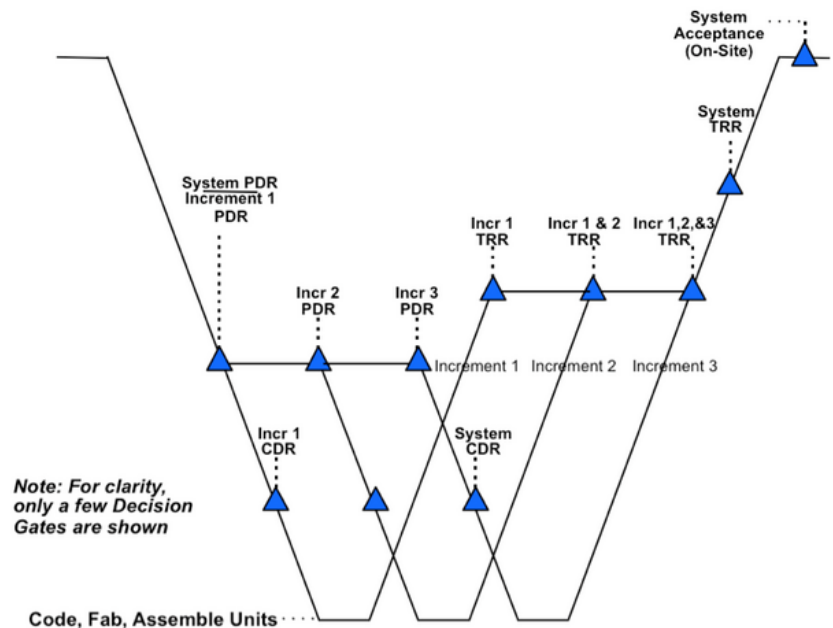 System
Acceptance
(On-Site)
System
TRR
System PDR
Increment 1
PDR
Incr 1
TRR
Incr 1 & 2
TRR
Incr 1,2,&3
TRR
Incr 2
PDR
Incr 3
PDR
Increment 1
Increment 2
Increment 3
Incr 1
CDR
System
CDR
Note: For clarity,
only a few Decision
Gates are shown
Code, Fab, Assemble Units